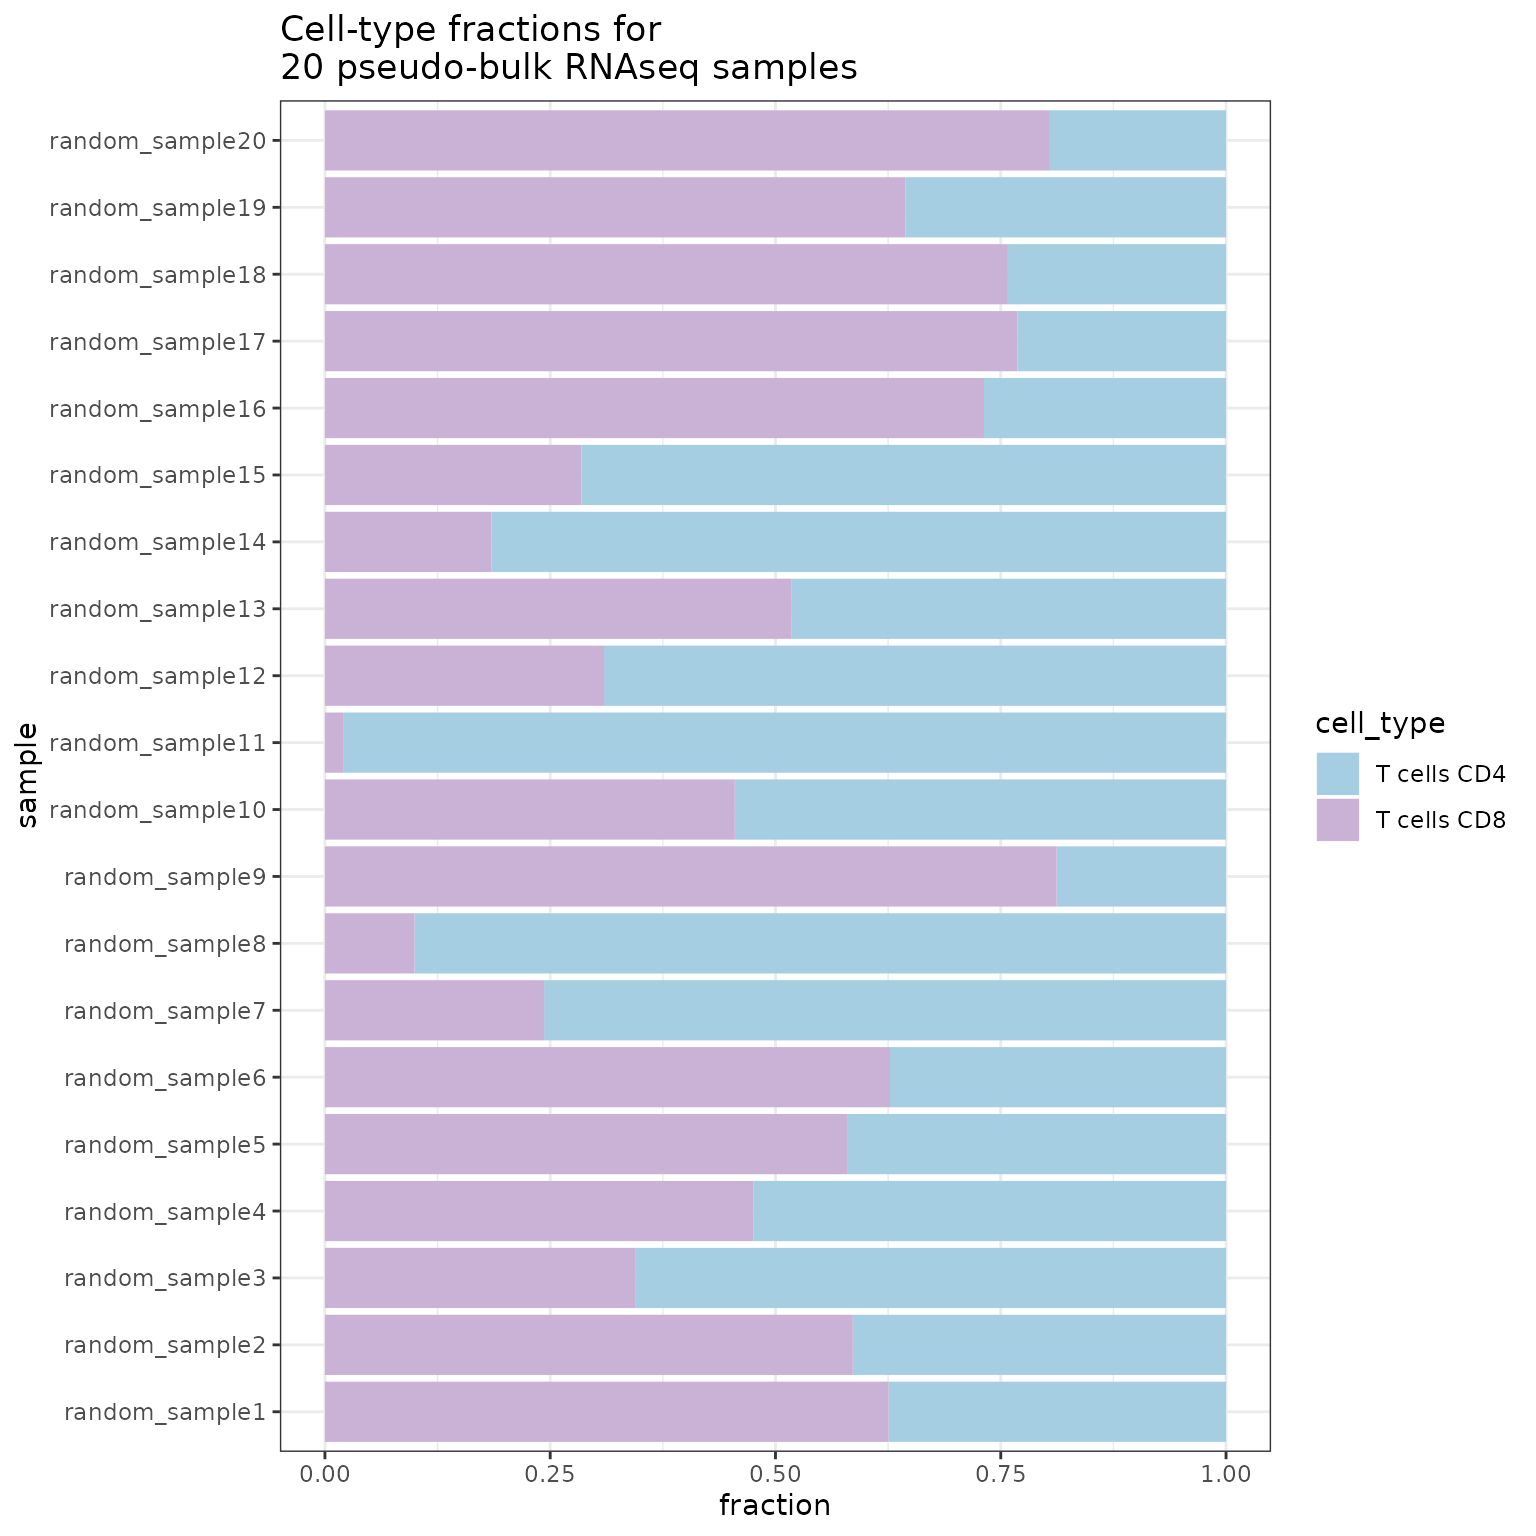 Cell-type fractions for
20 pseudo-bulk RNAseq samples
random_sample20
random_sample19
random_sample18
random_sample17
random_sample16
random_sample15
random_sample14
random_sample13
random_sample12
random_sample11
random_sample10
random_sample9
random_sample8
random_sample7
random_sample6
random_sample5
random_sample4
random_sample3
random_sample2
random_sample1
sample
0.00 0.25 0.50 0.75 1.00
fraction
cell_type
T cells CD4
T cells CD8